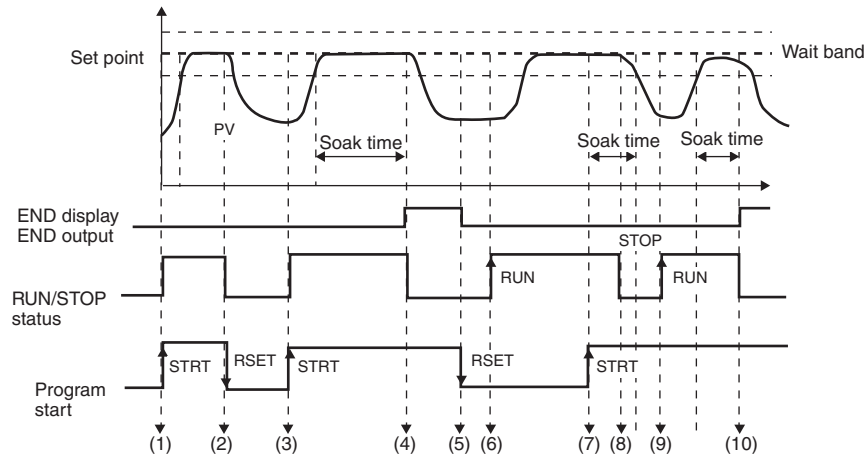 Set point
Wait band
PV
Soak time
Soak time
Soak time
END display
END output
STOP
RUN
RUN
RUN/STOP
status
STRT
RSET
STRT
RSET
STRT
Program
start
(1)
(2)
(3)
(4)
(5)
(6)
(7)
(8)
(9)
(10)